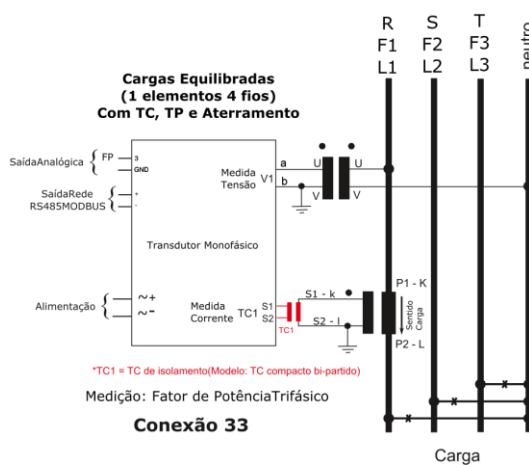 R S T neutro
F1 F2 F3
L1 L2 L3
Cargas Equilibradas
(1 elementos 4 fios)
Com TC, TP e Aterramento
SaídaAnalógica { FP 3
GND
SaídaRede
RS485MODBUS { +
-
Medida
Tensão V1
a
b
U U
V V
Transdutor Monofásico
Alimentação { ~+
~-
Medida
Corrente TC1 S1
S2
TC1
S1 - k
S2 - l
P1 - K
Sentido
Carga
P2 - L
*TC1 = TC de isolamento(Modelo: TC compacto bi-partido)
Medição: Fator de PotênciaTrifásico
Conexão 33
x
x
x
Carga